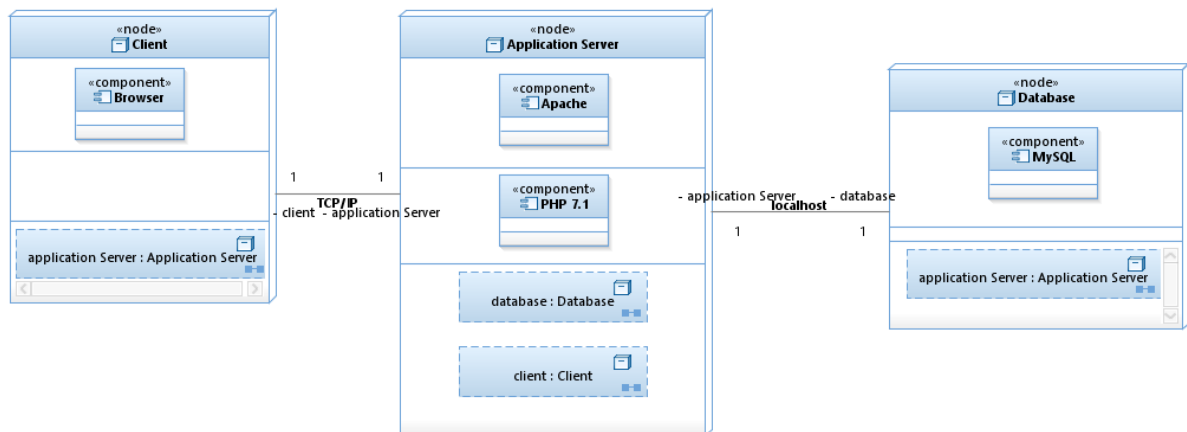 «node»
Client
«component»
Browser
application Server : Application Server
1
1
TCP/IP
- client
- application Server
«node»
Application Server
«component»
Apache
«component»
PHP 7.1
database : Database
client : Client
- application Server
- database
localhost
1
1
«node»
Database
«component»
MySQL
application Server : Application Server